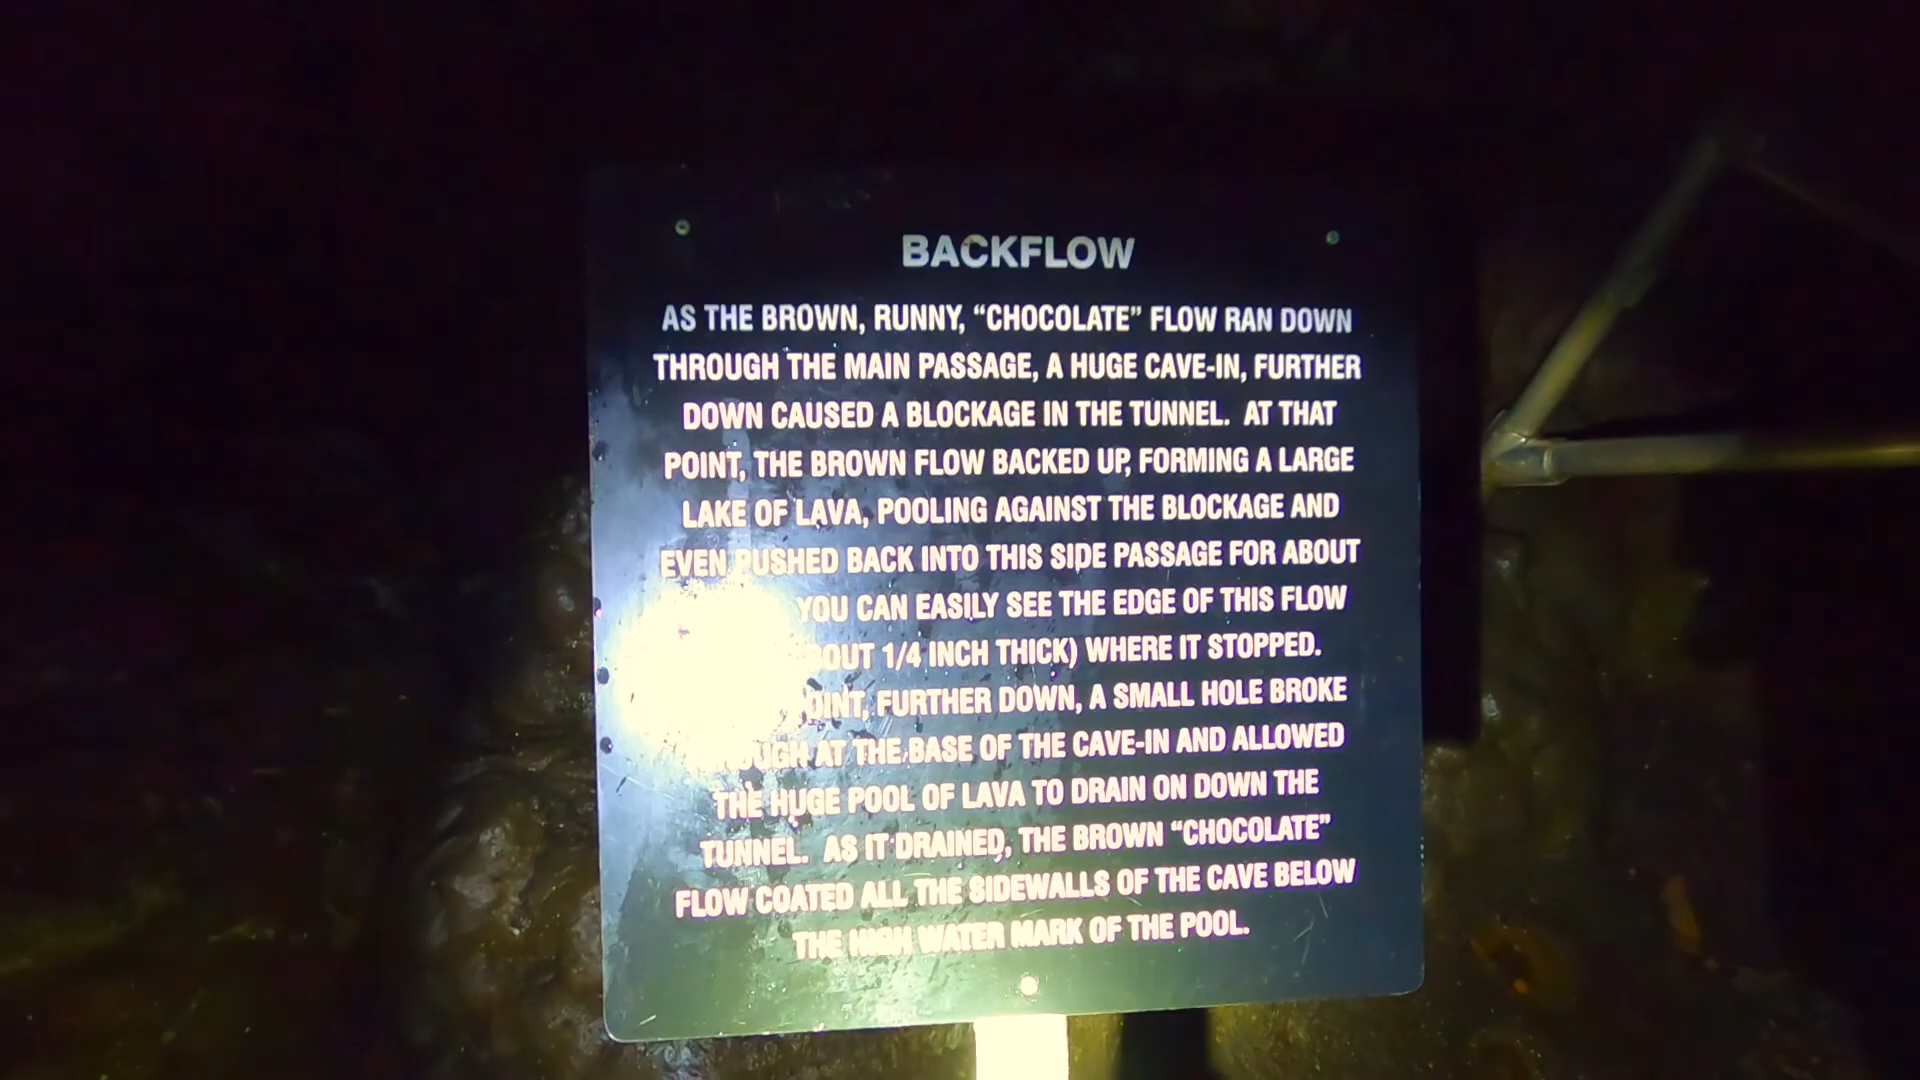 BACKFLOW
AS THE BROWN, RUNNY, “CHOCOLATE” FLOW RAN DOWN
THROUGH THE MAIN PASSAGE, A HUGE CAVE-IN, FURTHER
DOWN CAUSED A BLOCKAGE IN THE TUNNEL. AT THAT
POINT, THE BROWN FLOW BACKED UP, FORMING A LARGE
LAKE OF LAVA, POOLING AGAINST THE BLOCKAGE AND
EVEN PUSHED BACK INTO THIS SIDE PASSAGE FOR ABOUT
YOU CAN EASILY SEE THE EDGE OF THIS FLOW
1/4 INCH THICK) WHERE IT STOPPED.
FURTHER DOWN, A SMALL HOLE BROKE
AT THE BASE OF THE CAVE-IN AND ALLOWED
THE HUGE POOL OF LAVA TO DRAIN ON DOWN THE
TUNNEL. AS IT DRAINED, THE BROWN “CHOCOLATE”
FLOW COATED ALL THE SIDEWALLS OF THE CAVE BELOW
THE HIGH WATER MARK OF THE POOL.